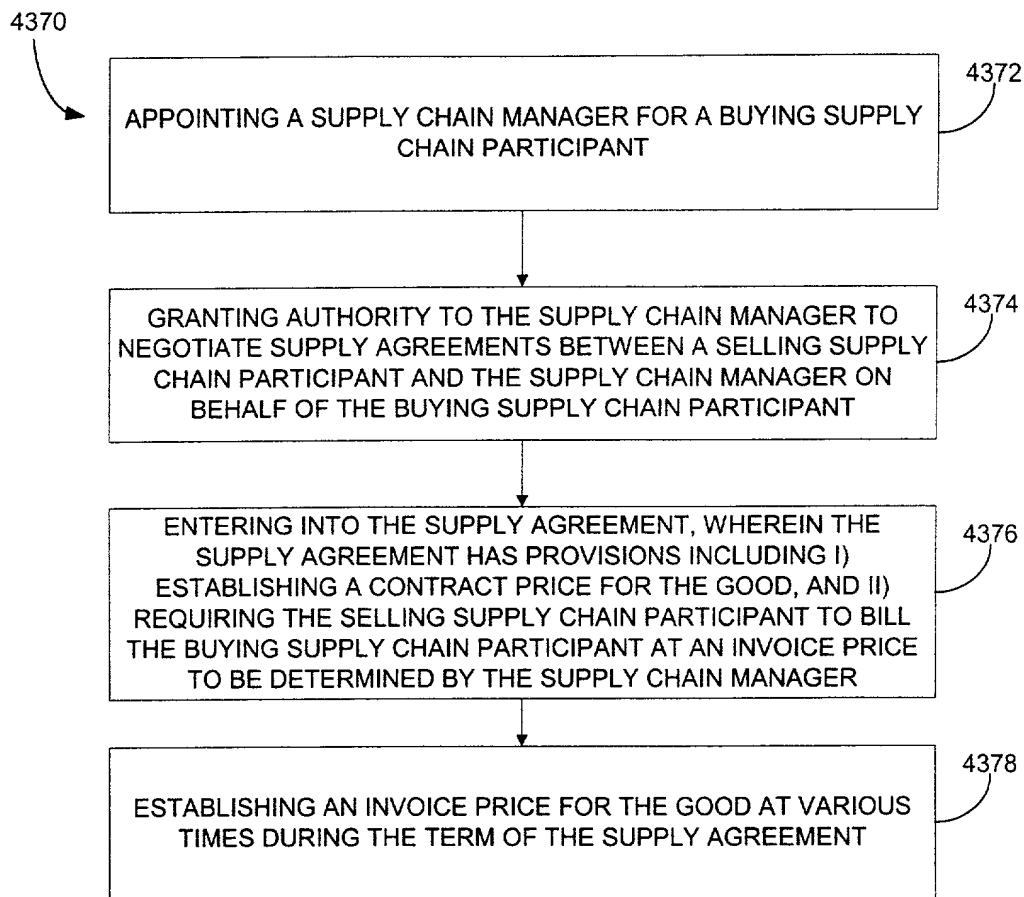 4370
APPOINTING A SUPPLY CHAIN MANAGER FOR A BUYING SUPPLY
CHAIN PARTICIPANT
4372
GRANTING AUTHORITY TO THE SUPPLY CHAIN MANAGER TO
NEGOTIATE SUPPLY AGREEMENTS BETWEEN A SELLING SUPPLY
CHAIN PARTICIPANT AND THE SUPPLY CHAIN MANAGER ON
BEHALF OF THE BUYING SUPPLY CHAIN PARTICIPANT
4374
ENTERING INTO THE SUPPLY AGREEMENT, WHEREIN THE
SUPPLY AGREEMENT HAS PROVISIONS INCLUDING I)
ESTABLISHING A CONTRACT PRICE FOR THE GOOD, AND II)
REQUIRING THE SELLING SUPPLY CHAIN PARTICIPANT TO BILL
THE BUYING SUPPLY CHAIN PARTICIPANT AT AN INVOICE PRICE
TO BE DETERMINED BY THE SUPPLY CHAIN MANAGER
4376
ESTABLISHING AN INVOICE PRICE FOR THE GOOD AT VARIOUS
TIMES DURING THE TERM OF THE SUPPLY AGREEMENT
4378